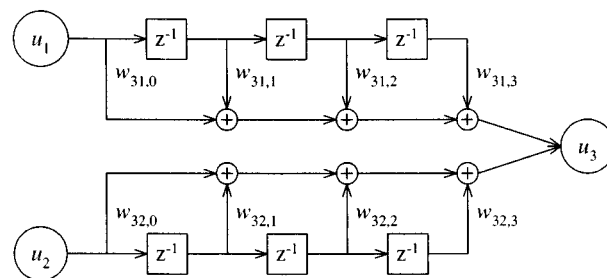 u₁ z⁻¹ z⁻¹ z⁻¹
w₃₁,₀ w₃₁,₁ w₃₁,₂ w₃₁,₃
+ + +
u₃
+ + +
w₃₂,₀ w₃₂,₁ w₃₂,₂ w₃₂,₃
u₂ z⁻¹ z⁻¹ z⁻¹